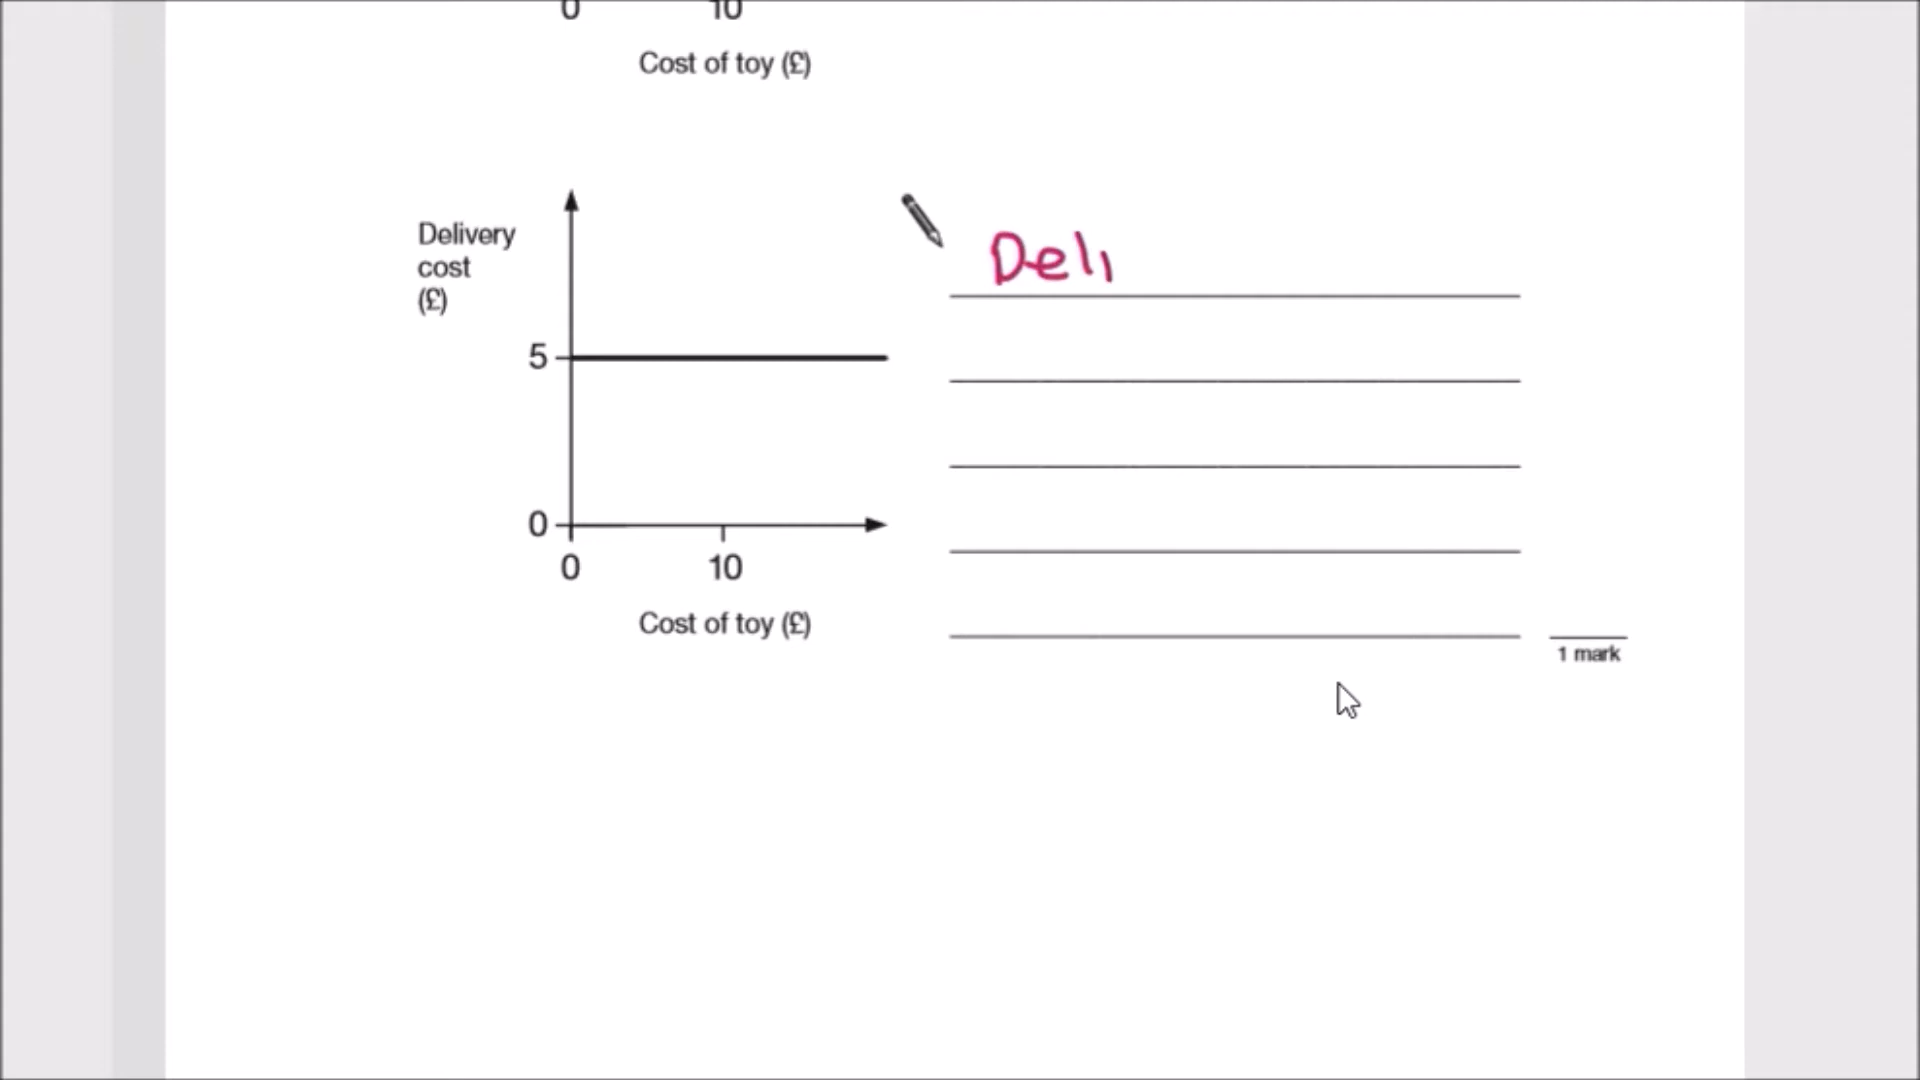 0 10
Cost of toy (£)
Delivery
cost
(£)
Deli
5
0
0 10
Cost of toy (£)
1 mark